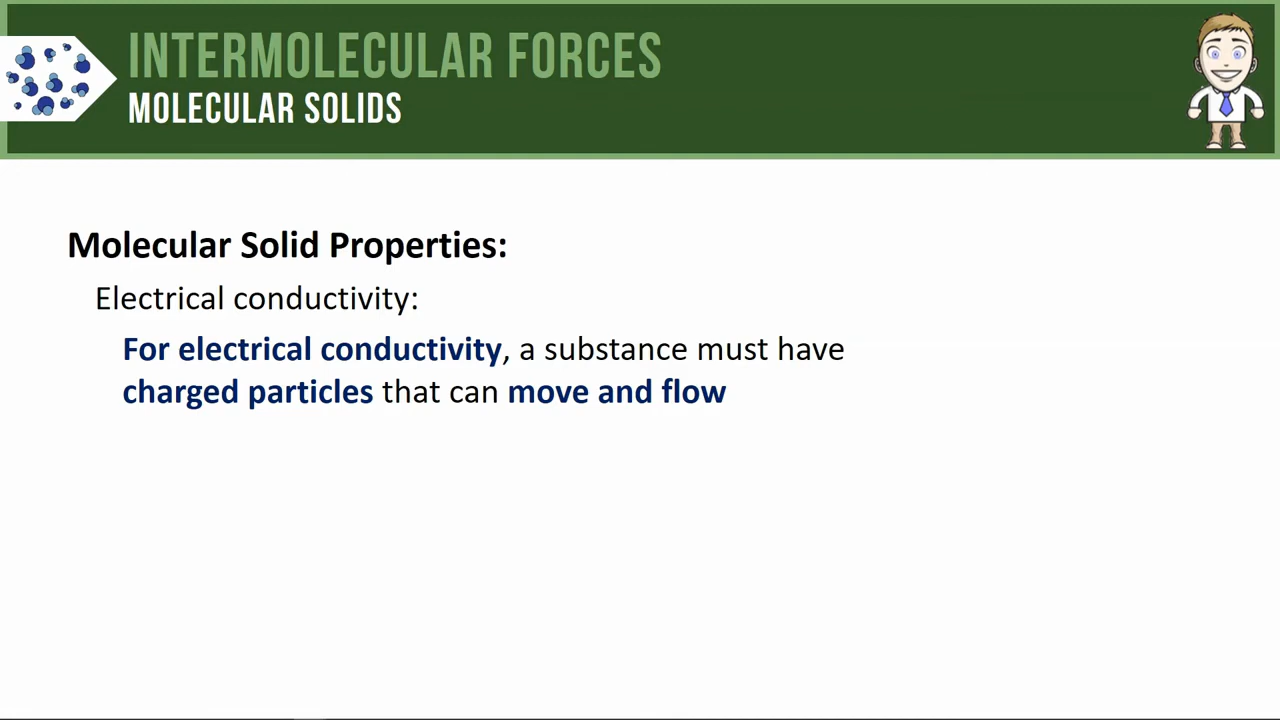 INTERMOLECULAR FORCES
MOLECULAR SOLIDS
Molecular Solid Properties:
Electrical conductivity:
For electrical conductivity, a substance must have
charged particles that can move and flow